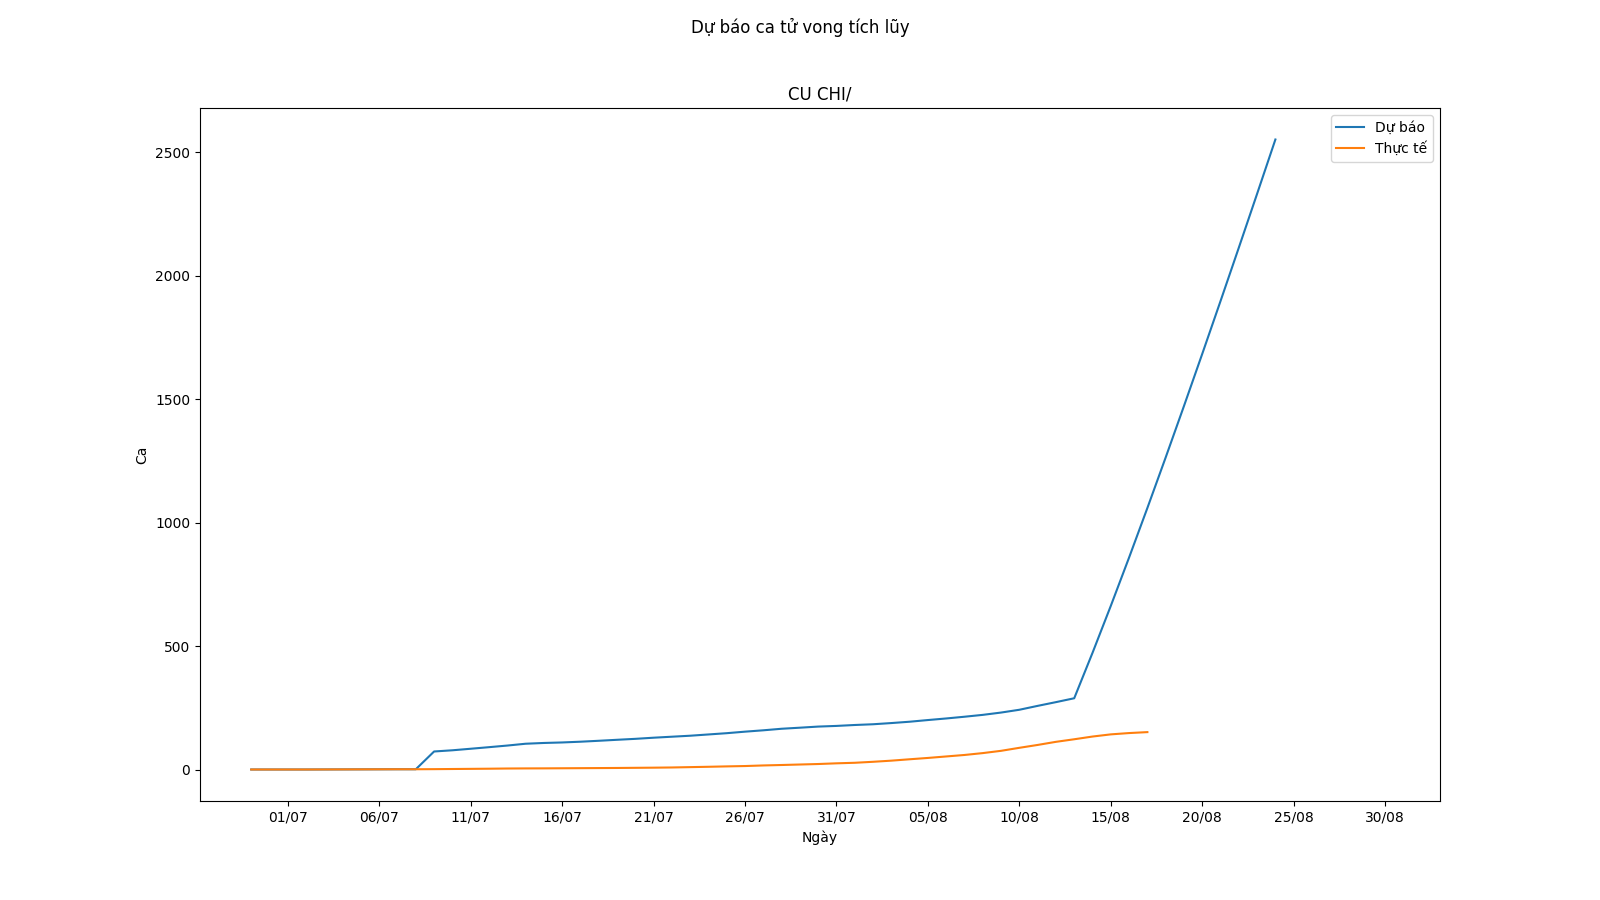 Dự báo ca tử vong tích lũy
CU CHI/
Dự báo
Thực tế
2500
2000
1500
1000
500
0
Ca
01/07 06/07 11/07 16/07 21/07 26/07 31/07 05/08 10/08 15/08 20/08 25/08 30/08
Ngày